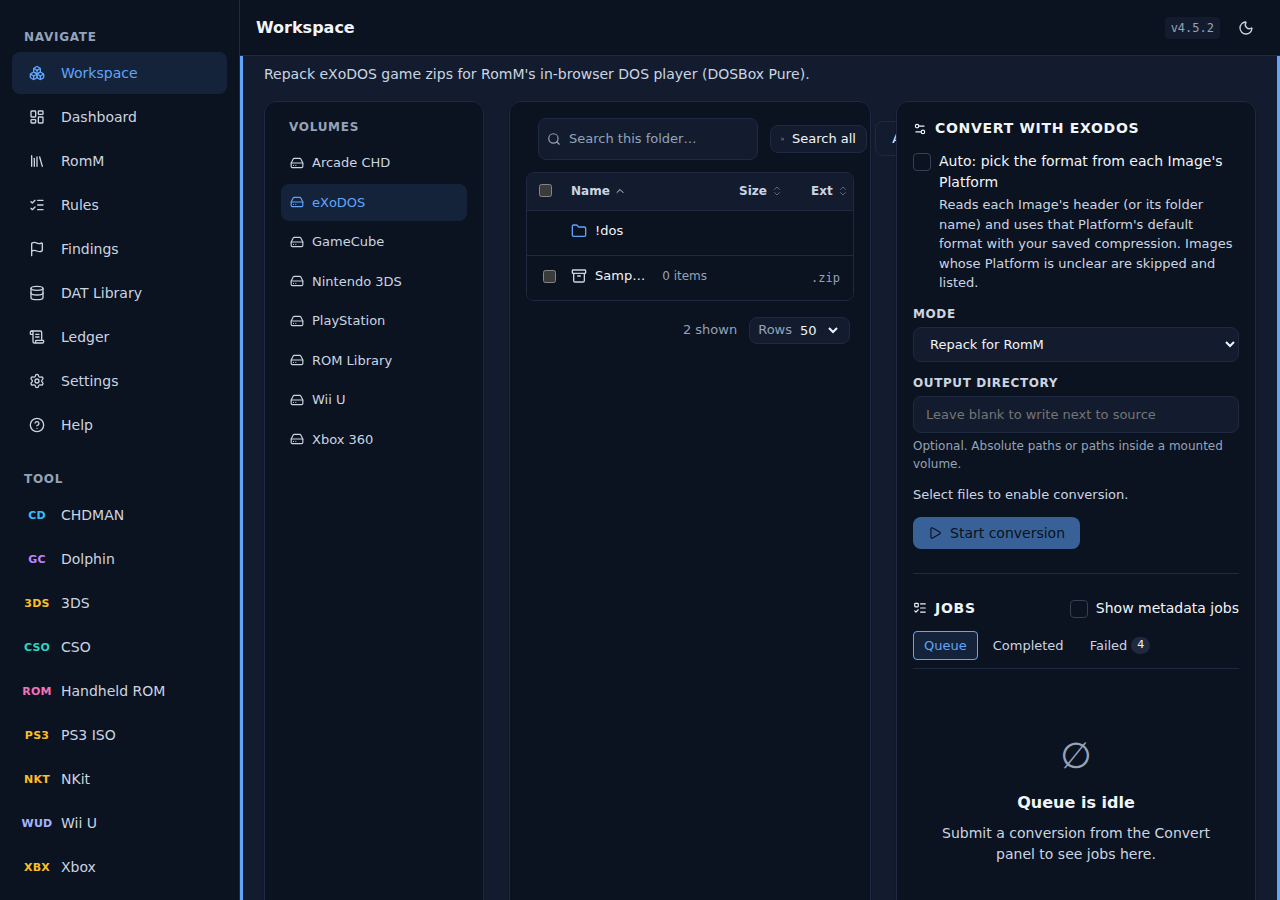 NAVIGATE
Workspace
Dashboard
RomM
Rules
Findings
DAT Library
Ledger
Settings
Help
TOOL
CD CHDMAN
GC Dolphin
3DS 3DS
CSO CSO
ROM Handheld ROM
PS3 PS3 ISO
NKT NKit
WUD Wii U
XBX Xbox
Workspace
v4.5.2
Repack eXoDOS game zips for RomM's in-browser DOS player (DOSBox Pure).
VOLUMES
Arcade CHD
eXoDOS
GameCube
Nintendo 3DS
PlayStation
ROM Library
Wii U
Xbox 360
Search this folder…
Search all
Name Size Ext
!dos
Samp… 0 items .zip
2 shown Rows 50
CONVERT WITH EXODOS
Auto: pick the format from each Image's
Platform
Reads each Image's header (or its folder
name) and uses that Platform's default
format with your saved compression. Images
whose Platform is unclear are skipped and
listed.
MODE
Repack for RomM
OUTPUT DIRECTORY
Leave blank to write next to source
Optional. Absolute paths or paths inside a mounted
volume.
Select files to enable conversion.
Start conversion
JOBS Show metadata jobs
Queue Completed Failed 4
Queue is idle
Submit a conversion from the Convert
panel to see jobs here.